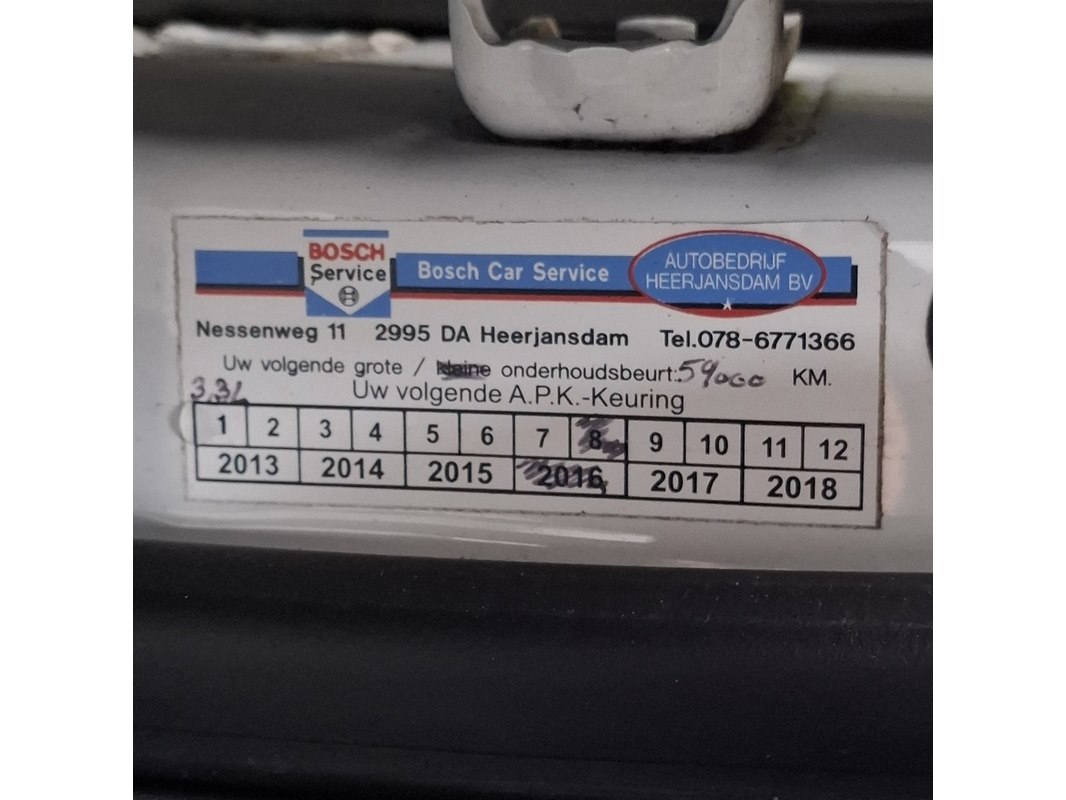 BOSCH
Service
Bosch Car Service
AUTOBEDRIJF
HEERJANSDAM BV
Nessenweg 11 2995 DA Heerjansdam Tel.078-6771366
Uw volgende grote / kleine onderhoudsbeurt: 59000 KM.
3.3L Uw volgende A.P.K.-Keuring
1 2 3 4 5 6 7 8 9 10 11 12
2013 2014 2015 2016 2017 2018